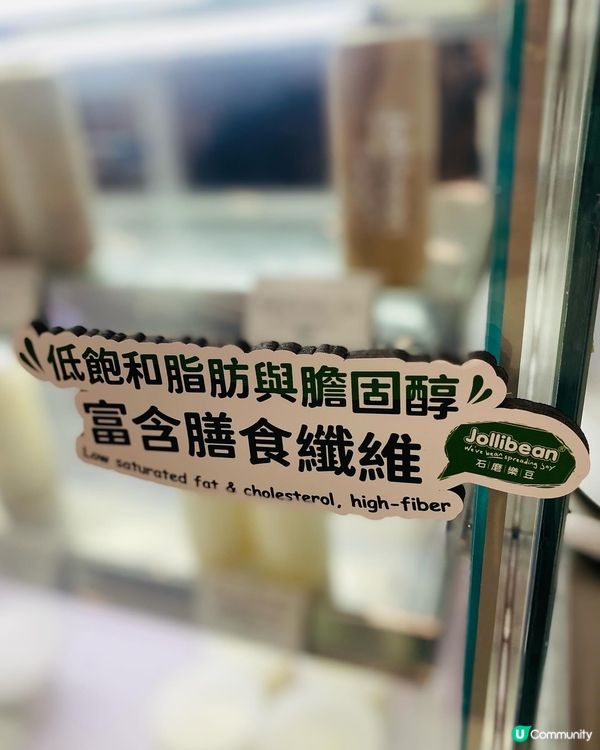 低飽和脂肪與膽固醇
富含膳食纖維
Low saturated fat & cholesterol, high-fiber
Jollibean®
We've bean spreading joy
石磨樂豆
U Community